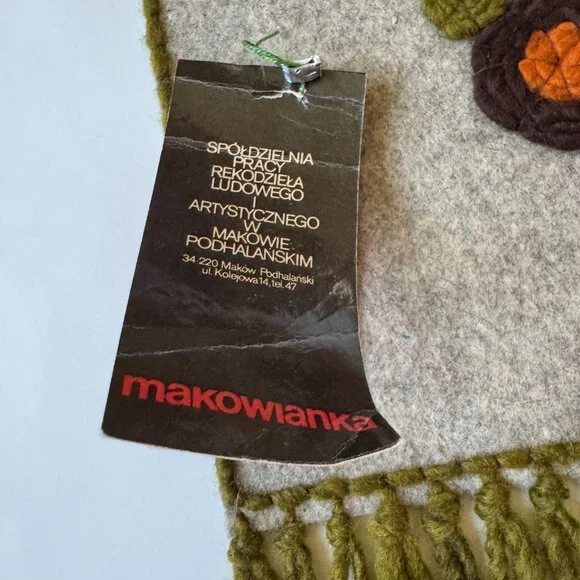 SPÓŁDZIELNIA
PRACY
RĘKODZIEŁA
LUDOWEGO
I
ARTYSTYCZNEGO
W
MAKOWIE
PODHALAŃSKIM
34-220 Maków Podhalański
ul. Kolejowa 14, tel. 47
makowianka